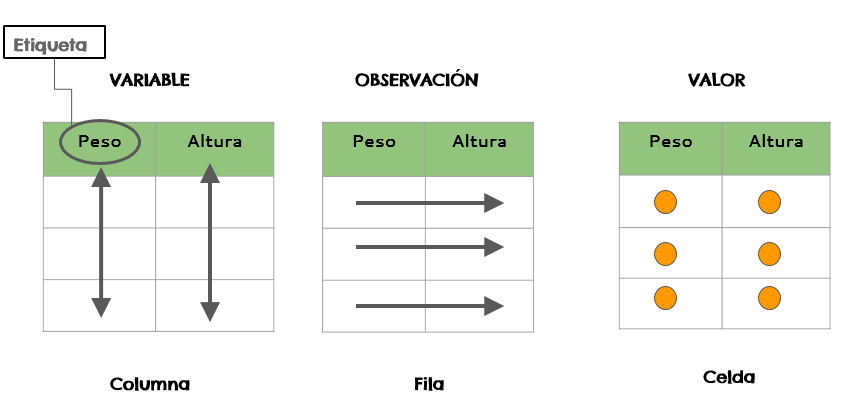 Etiqueta
VARIABLE
OBSERVACIÓN
VALOR
Peso Altura
Peso Altura
Peso Altura
Columna
Fila
Celda